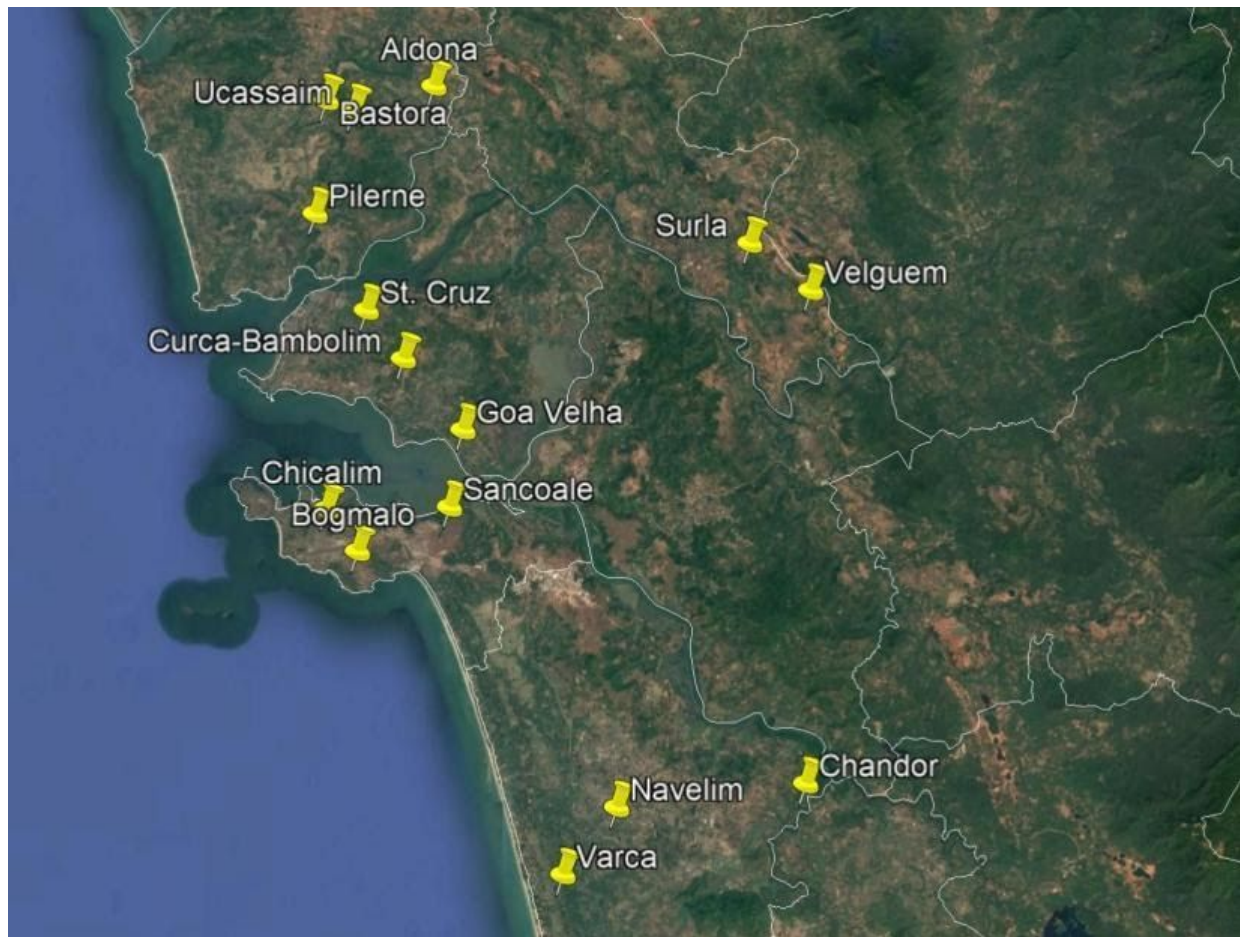 Aldona
Ucassaim
Bastora
Pilerne
Surla
Velguem
St. Cruz
Curca-Bambolim
Goa Velha
Chicalim
Sancoale
Bogmalo
Chandor
Navelim
Varca